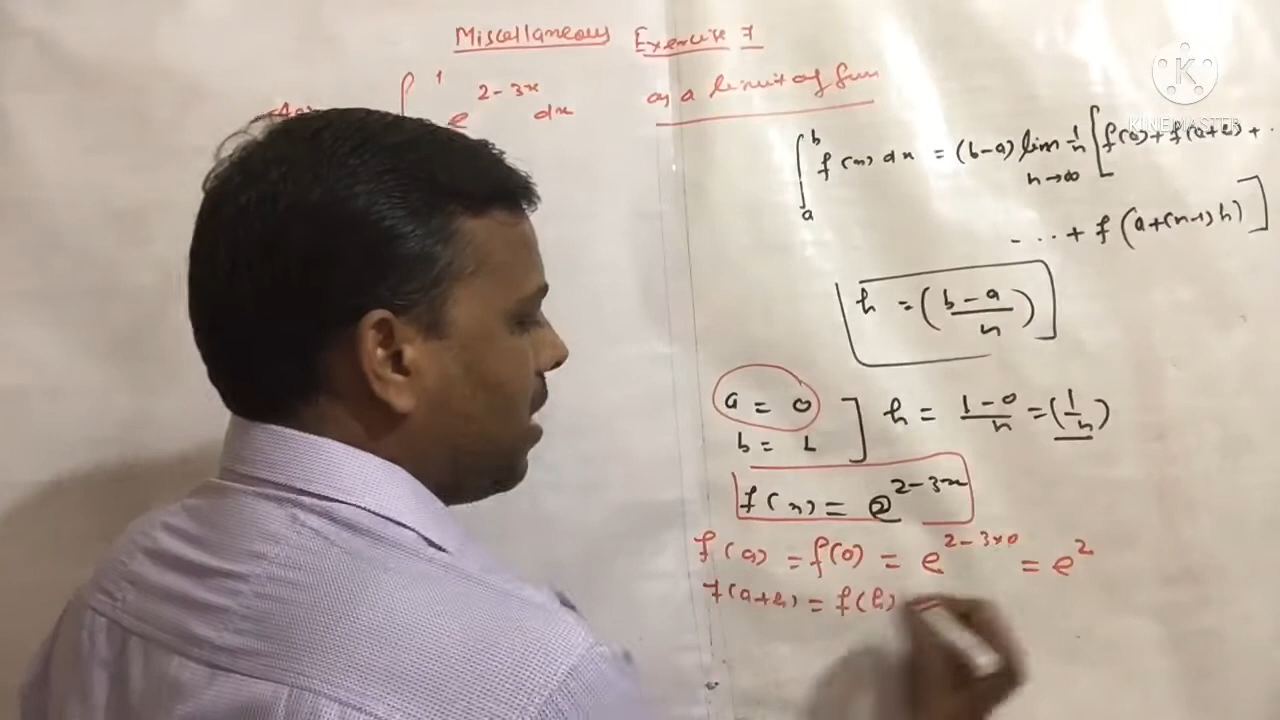 Miscellaneous Exercise 7
∫ 1 e^{2-3x} dx as a limit of sum
K
KINEMASTER
∫_a^b f(x) dx = (b-a) lim_{n→∞} 1/n [ f(a) + f(a+h) + ..
- ... + f (a+(n-1)h) ]
h = ( (b-a)/n )
a = 0
b = 1 ] h = (1-0)/n = (1/n)
f(x) = e^{2-3x}
f(a) = f(0) = e^{2-3×0} = e^2
f(a+h) = f(h) =